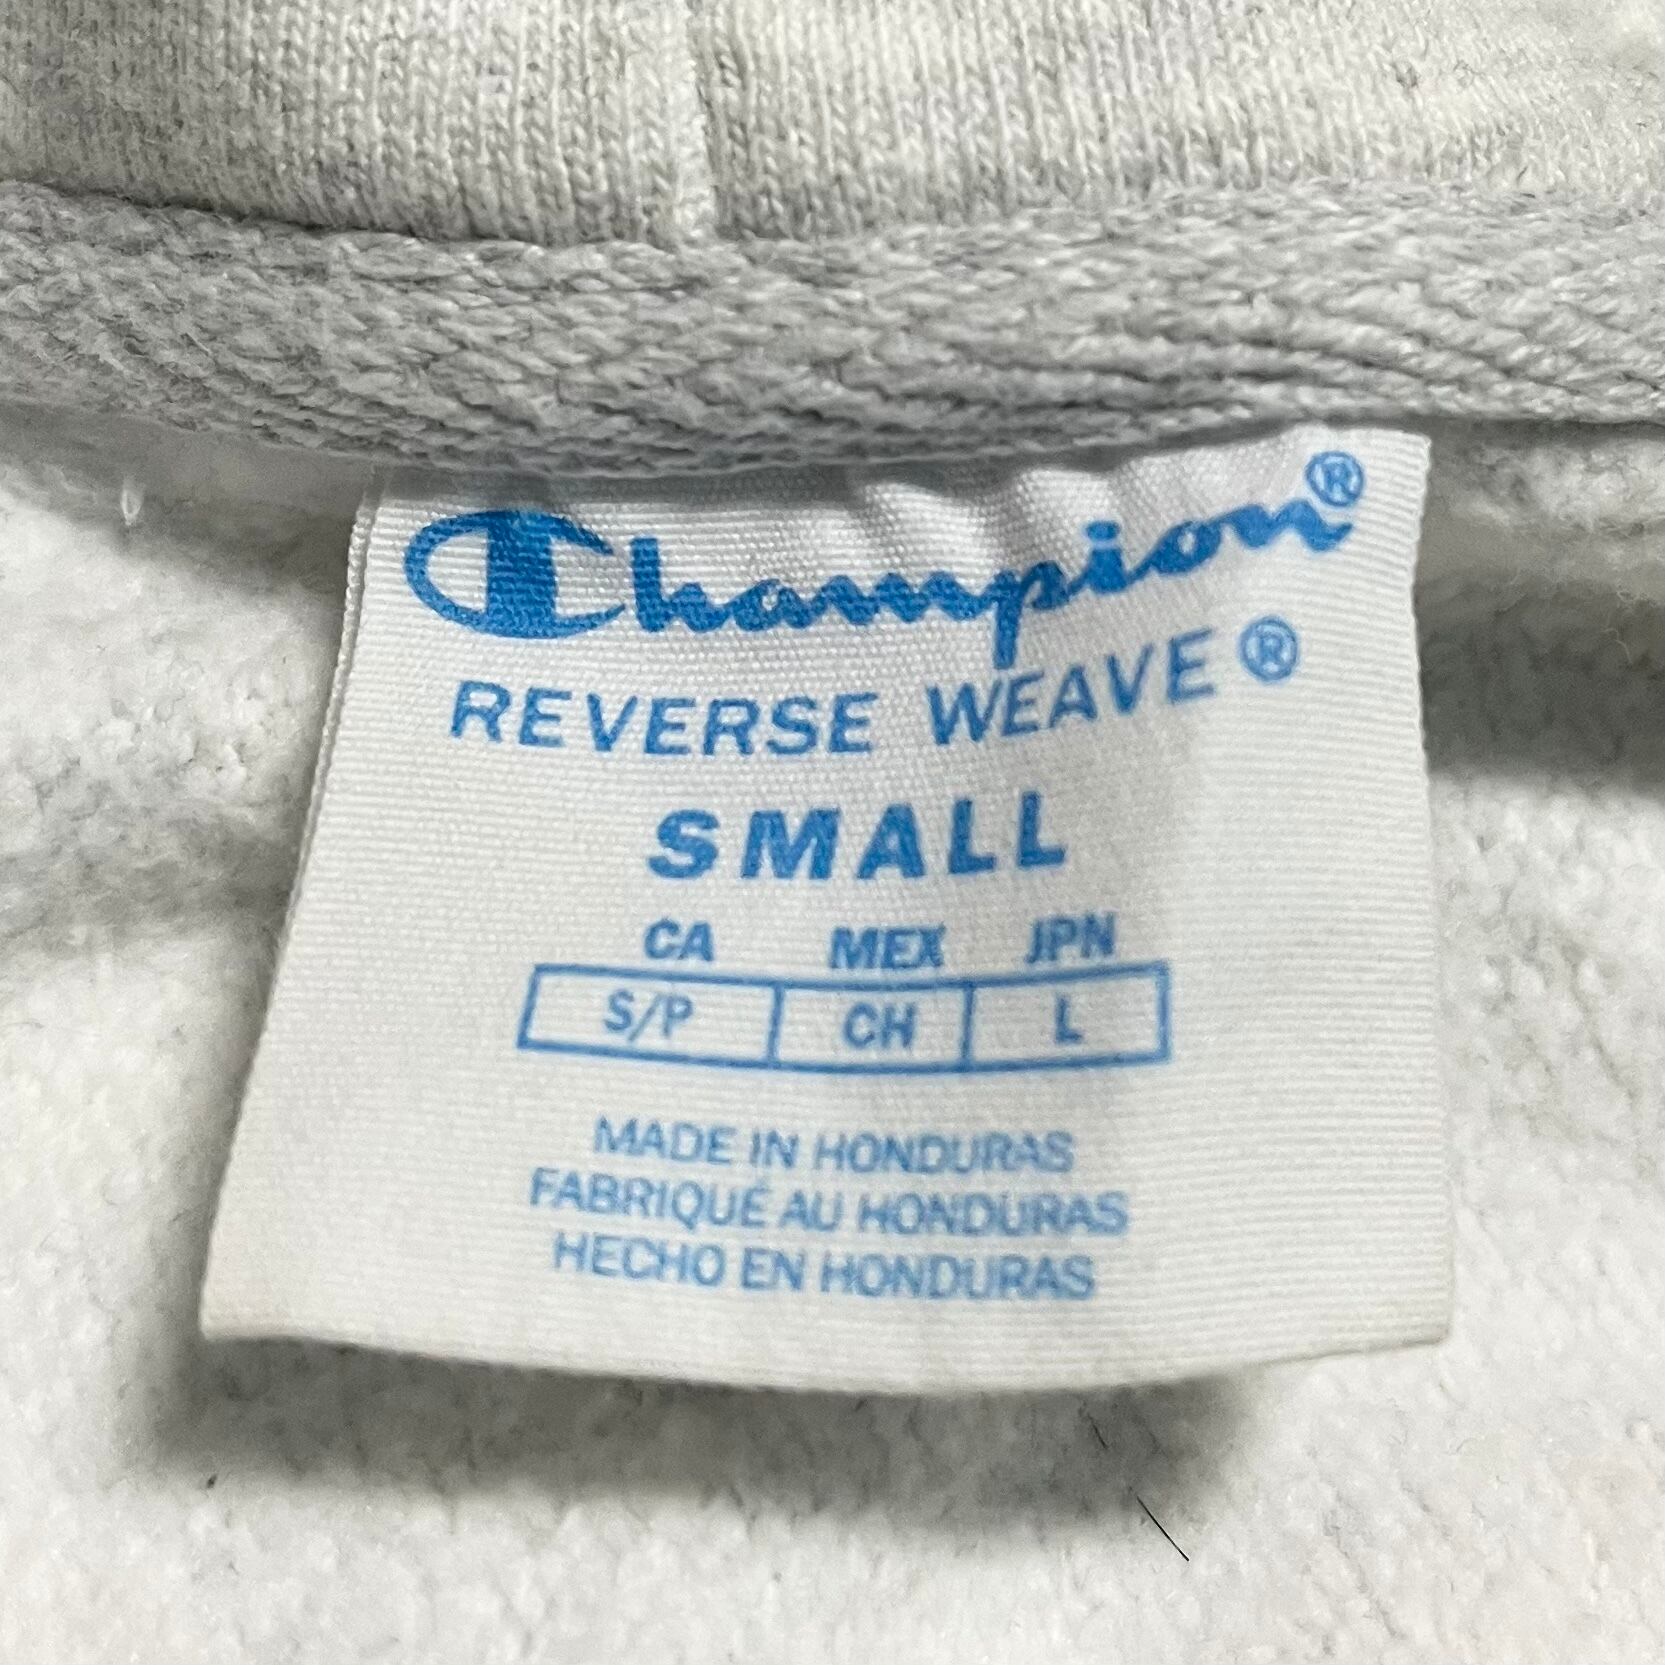 Champion®
REVERSE WEAVE®
SMALL
CA MEX JPN
S/P CH L
MADE IN HONDURAS
FABRIQUÉ AU HONDURAS
HECHO EN HONDURAS